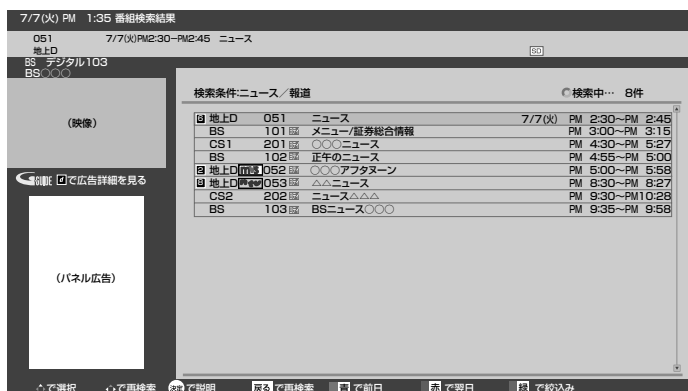 7/7(火) PM 1:35 番組検索結果
051 7/7(火)PM2:30−PM2:45 ニュース
地上D SD
BS デジタル103
BS○○○
(映像)
検索条件:ニュース／報道 検索中… 8件
地上D 051 ニュース 7/7(火) PM 2:30〜PM 2:45
BS 101 メニュー/証券総合情報 PM 3:00〜PM 3:15
CS1 201 ○○○ニュース PM 4:30〜PM 5:27
BS 102 正午のニュース PM 4:55〜PM 5:00
地上D 052 ○○○アフタヌーン PM 5:00〜PM 5:58
地上D 053 △△ニュース PM 8:30〜PM 8:27
CS2 202 ニュース△△△ PM 9:30〜PM10:28
BS 103 BSニュース○○○ PM 9:35〜PM 9:58
GUIDE dで広告詳細を見る
(パネル広告)
で選択 で再検索 決定で説明 戻るで再検索 青で前日 赤で翌日 緑で絞込み